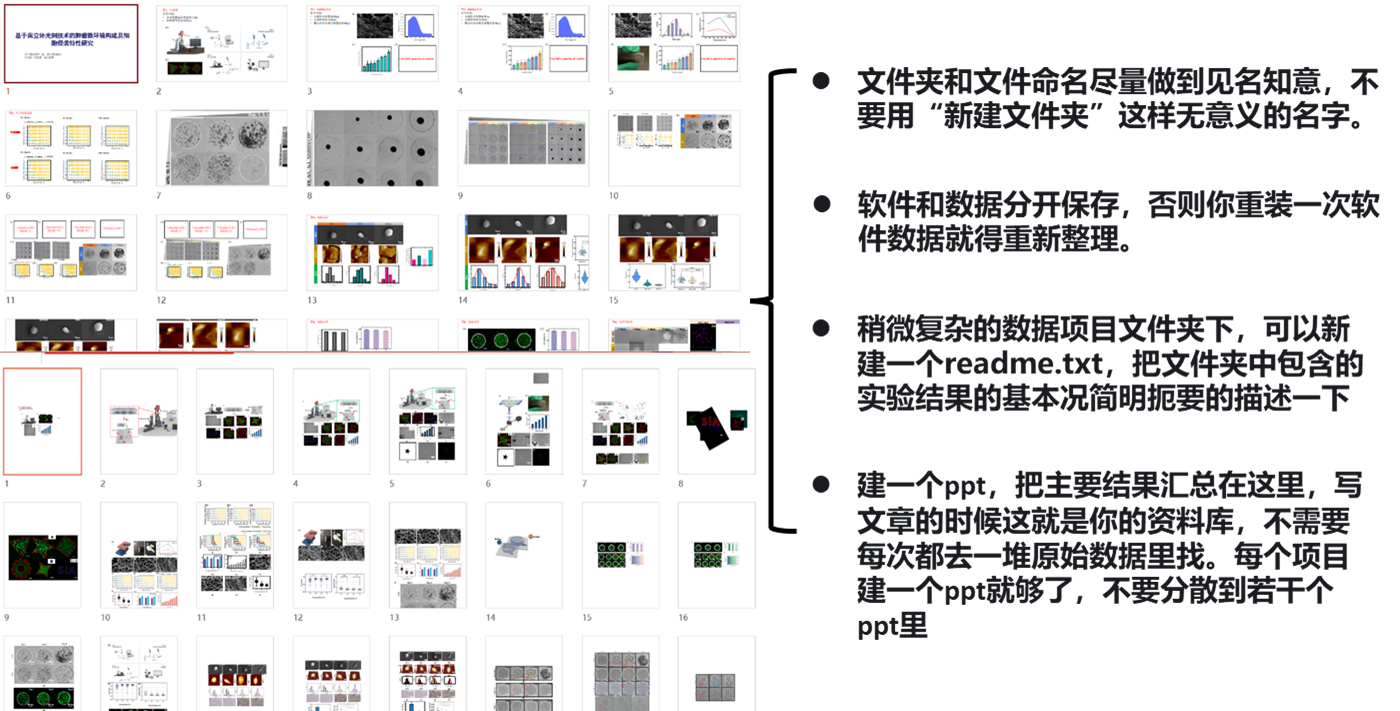 基于面立体光刻技术的肿瘤微环境构建及细
胞侵袭特性研究
1
2
3
4
5
6
7
8
9
10
11
12
13
14
15
1
2
3
4
5
6
7
8
9
10
11
12
13
14
15
16
● 文件夹和文件命名尽量做到见名知意，不
要用“新建文件夹”这样无意义的名字。
● 软件和数据分开保存，否则你重装一次软
件数据就得重新整理。
● 稍微复杂的数据项目文件夹下，可以新
建一个readme.txt，把文件夹中包含的
实验结果的基本况简明扼要的描述一下
● 建一个ppt，把主要结果汇总在这里，写
文章的时候这就是你的资料库，不需要
每次都去一堆原始数据里找。每个项目
建一个ppt就够了，不要分散到若干个
ppt里